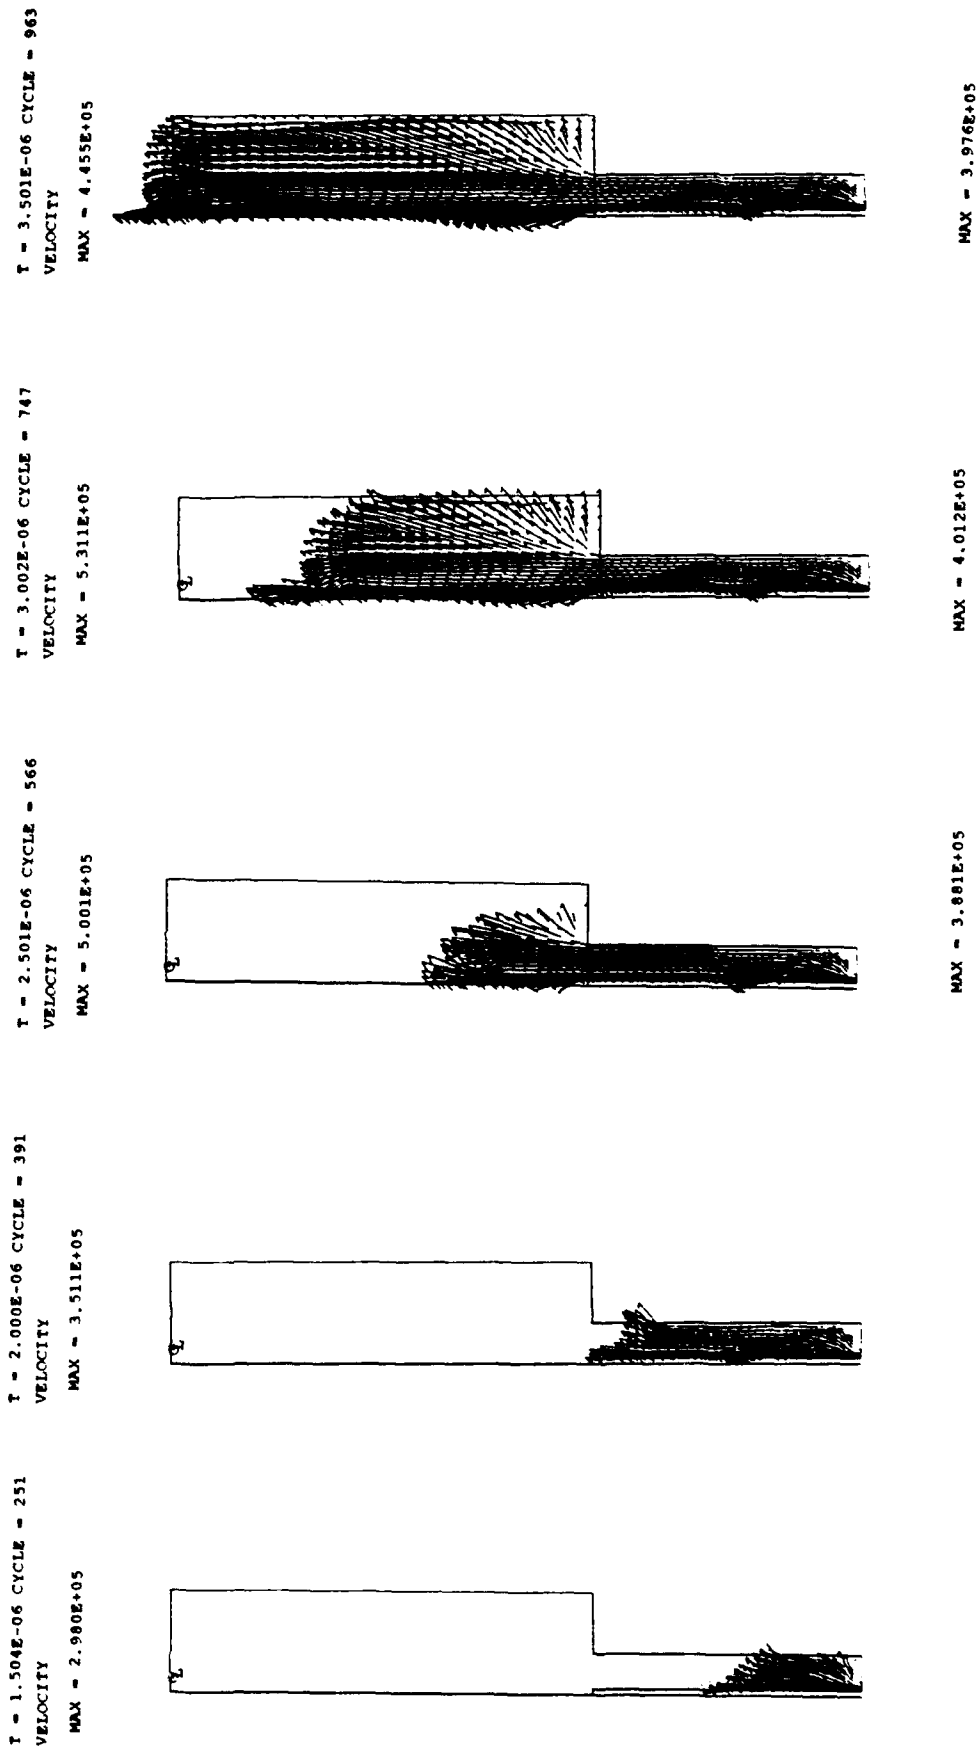 T = 1.504E-06 CYCLE = 251
VELOCITY
MAX = 2.980E+05
T = 2.000E-06 CYCLE = 391
VELOCITY
MAX = 3.511E+05
T = 2.501E-06 CYCLE = 566
VELOCITY
MAX = 5.001E+05
MAX = 3.881E+05
T = 3.002E-06 CYCLE = 747
VELOCITY
MAX = 5.311E+05
MAX = 4.012E+05
T = 3.501E-06 CYCLE = 963
VELOCITY
MAX = 4.455E+05
MAX = 3.976E+05